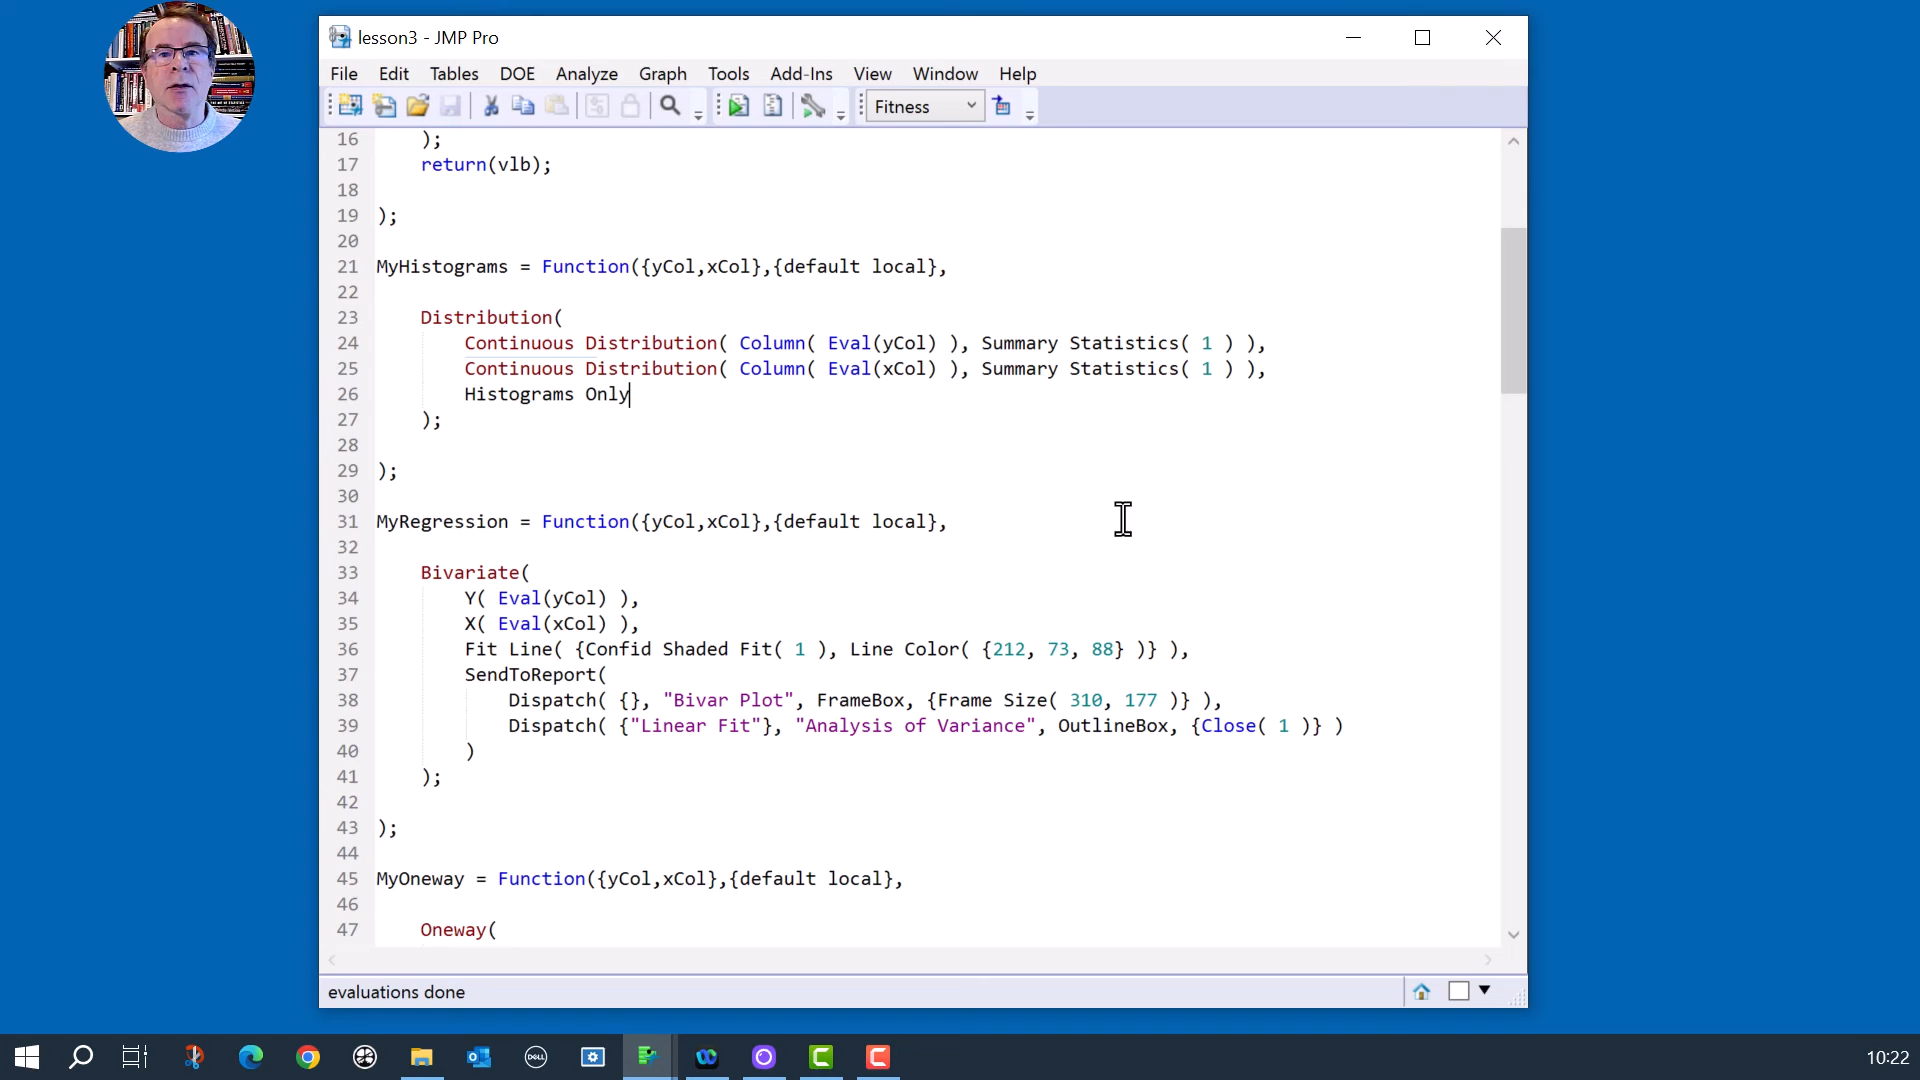 lesson3 - JMP Pro
File Edit Tables DOE Analyze Graph Tools Add-Ins View Window Help
Fitness
16 );
17 return(vlb);
18
19 );
20
21 MyHistograms = Function({yCol,xCol},{default local},
22
23 Distribution(
24 Continuous Distribution( Column( Eval(yCol) ), Summary Statistics( 1 ) ),
25 Continuous Distribution( Column( Eval(xCol) ), Summary Statistics( 1 ) ),
26 Histograms Only
27 );
28
29 );
30
31 MyRegression = Function({yCol,xCol},{default local},
32
33 Bivariate(
34 Y( Eval(yCol) ),
35 X( Eval(xCol) ),
36 Fit Line( {Confid Shaded Fit( 1 ), Line Color( {212, 73, 88} )} ),
37 SendToReport(
38 Dispatch( {}, "Bivar Plot", FrameBox, {Frame Size( 310, 177 )} ),
39 Dispatch( {"Linear Fit"}, "Analysis of Variance", OutlineBox, {Close( 1 )} )
40 )
41 );
42
43 );
44
45 MyOneway = Function({yCol,xCol},{default local},
46
47 Oneway(
evaluations done
DELL
10:22